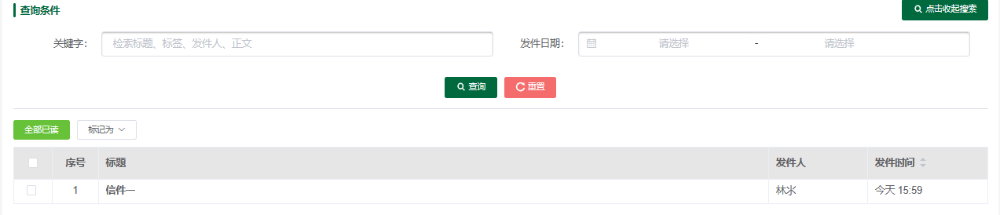 查询条件
点击收起搜索
关键字：
检索标题、标签、发件人、正文
发件日期：
请选择 - 请选择
查询
重置
全部已读
标记为
序号 标题 发件人 发件时间
1 信件一 林氺 今天 15:59